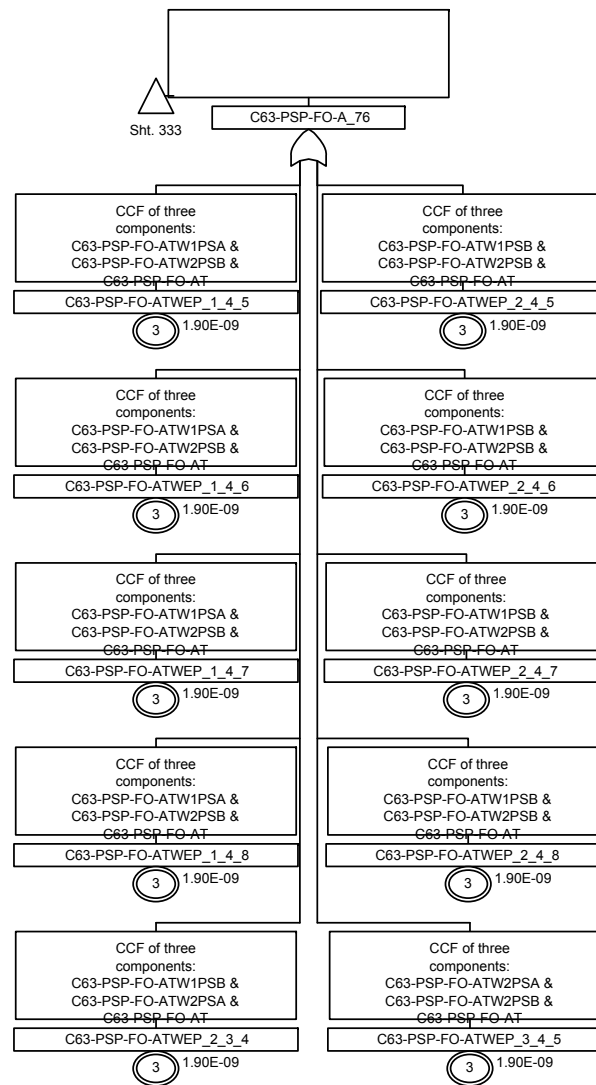 Sht. 333
C63-PSP-FO-A_76
CCF of three
components:
C63-PSP-FO-ATW1PSA &
C63-PSP-FO-ATW2PSB &
C63-PSP-FO-AT
C63-PSP-FO-ATWEP_1_4_5
3
1.90E-09
CCF of three
components:
C63-PSP-FO-ATW1PSB &
C63-PSP-FO-ATW2PSB &
C63-PSP-FO-AT
C63-PSP-FO-ATWEP_2_4_5
3
1.90E-09
CCF of three
components:
C63-PSP-FO-ATW1PSA &
C63-PSP-FO-ATW2PSB &
C63-PSP-FO-AT
C63-PSP-FO-ATWEP_1_4_6
3
1.90E-09
CCF of three
components:
C63-PSP-FO-ATW1PSB &
C63-PSP-FO-ATW2PSB &
C63-PSP-FO-AT
C63-PSP-FO-ATWEP_2_4_6
3
1.90E-09
CCF of three
components:
C63-PSP-FO-ATW1PSA &
C63-PSP-FO-ATW2PSB &
C63-PSP-FO-AT
C63-PSP-FO-ATWEP_1_4_7
3
1.90E-09
CCF of three
components:
C63-PSP-FO-ATW1PSB &
C63-PSP-FO-ATW2PSB &
C63-PSP-FO-AT
C63-PSP-FO-ATWEP_2_4_7
3
1.90E-09
CCF of three
components:
C63-PSP-FO-ATW1PSA &
C63-PSP-FO-ATW2PSB &
C63-PSP-FO-AT
C63-PSP-FO-ATWEP_1_4_8
3
1.90E-09
CCF of three
components:
C63-PSP-FO-ATW1PSB &
C63-PSP-FO-ATW2PSB &
C63-PSP-FO-AT
C63-PSP-FO-ATWEP_2_4_8
3
1.90E-09
CCF of three
components:
C63-PSP-FO-ATW1PSB &
C63-PSP-FO-ATW2PSA &
C63-PSP-FO-AT
C63-PSP-FO-ATWEP_2_3_4
3
1.90E-09
CCF of three
components:
C63-PSP-FO-ATW2PSA &
C63-PSP-FO-ATW2PSB &
C63-PSP-FO-AT
C63-PSP-FO-ATWEP_3_4_5
3
1.90E-09